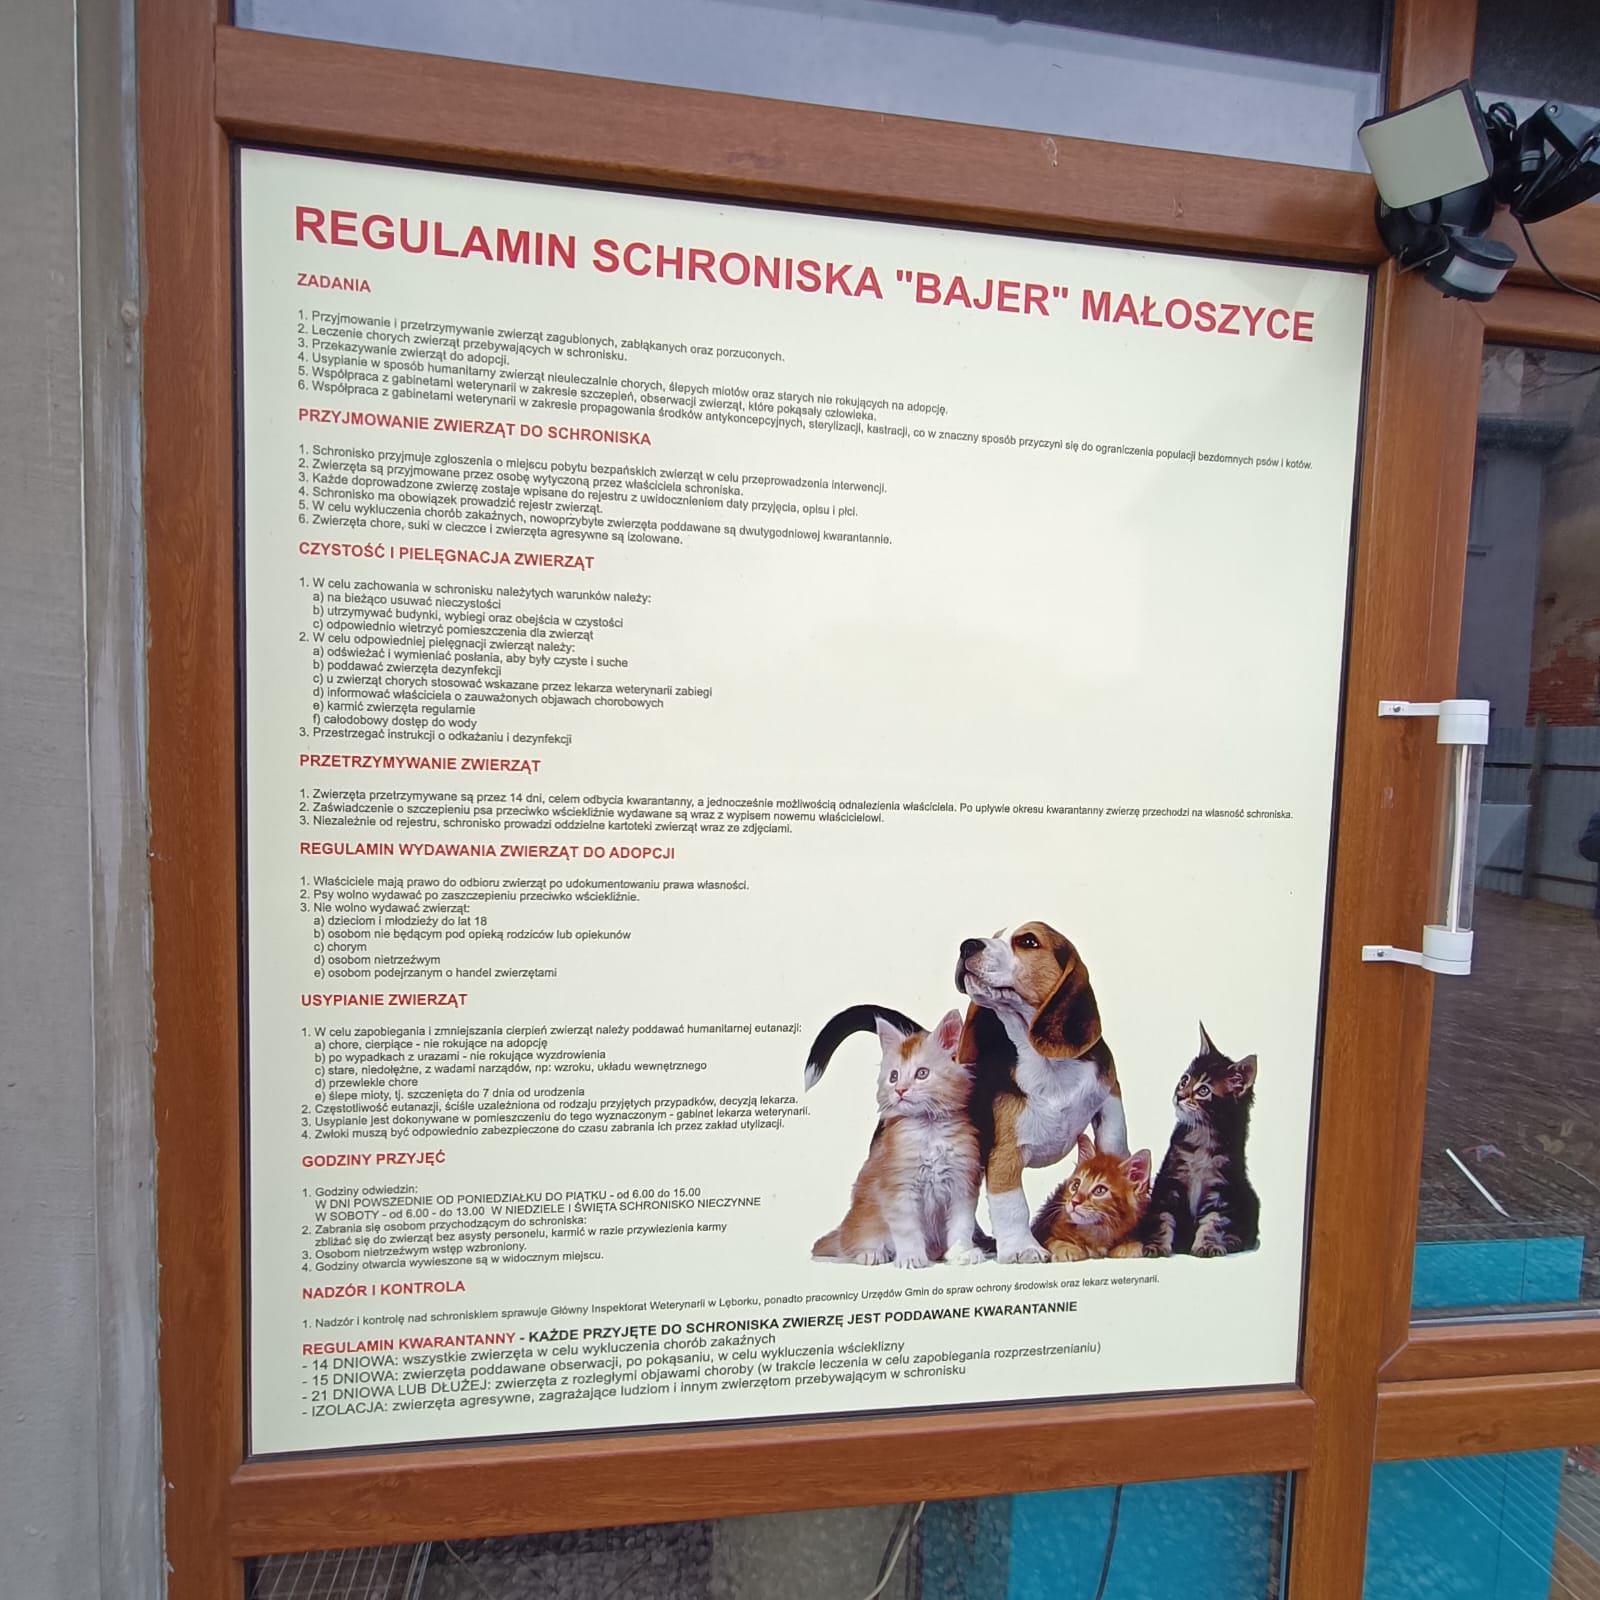 REGULAMIN SCHRONISKA "BAJER" MAŁOSZYCE
ZADANIA
1. Przyjmowanie i przetrzymywanie zwierząt zagubionych, zabłąkanych oraz porzuconych.
2. Leczenie chorych zwierząt przebywających w schronisku.
3. Przekazywanie zwierząt do adopcji.
4. Usypianie w sposób humanitarny zwierząt nieuleczalnie chorych, ślepych miotów oraz starych nie rokujących na adopcję.
5. Współpraca z gabinetami weterynarii w zakresie szczepień, obserwacji zwierząt, które pokąsały człowieka.
6. Współpraca z gabinetami weterynarii w zakresie propagowania środków antykoncepcyjnych, sterylizacji, kastracji, co w znaczny sposób przyczyni się do ograniczenia populacji bezdomnych psów i kotów.
PRZYJMOWANIE ZWIERZĄT DO SCHRONISKA
1. Schronisko przyjmuje zgłoszenia o miejscu pobytu bezpańskich zwierząt w celu przeprowadzenia interwencji.
2. Zwierzęta są przyjmowane przez osobę wytyczoną przez właściciela schroniska.
3. Każde doprowadzone zwierzę zostaje wpisane do rejestru z uwidocznieniem daty przyjęcia, opisu i płci.
4. Schronisko ma obowiązek prowadzić rejestr zwierząt.
5. W celu wykluczenia chorób zakaźnych, nowoprzybyte zwierzęta poddawane są dwutygodniowej kwarantannie.
6. Zwierzęta chore, suki w cieczce i zwierzęta agresywne są izolowane.
CZYSTOŚĆ I PIELĘGNACJA ZWIERZĄT
1. W celu zachowania w schronisku należytych warunków należy:
a) na bieżąco usuwać nieczystości
b) utrzymywać budynki, wybiegi oraz obejścia w czystości
c) odpowiednio wietrzyć pomieszczenia dla zwierząt
2. W celu odpowiedniej pielęgnacji zwierząt należy:
a) odświeżać i wymieniać posłania, aby były czyste i suche
b) poddawać zwierzęta dezynfekcji
c) u zwierząt chorych stosować wskazane przez lekarza weterynarii zabiegi
d) informować właściciela o zauważonych objawach chorobowych
e) karmić zwierzęta regularnie
f) całodobowy dostęp do wody
3. Przestrzegać instrukcji o odkażaniu i dezynfekcji
PRZETRZYMYWANIE ZWIERZĄT
1. Zwierzęta przetrzymywane są przez 14 dni, celem odbycia kwarantanny, a jednocześnie możliwością odnalezienia właściciela. Po upływie okresu kwarantanny zwierzę przechodzi na własność schroniska.
2. Zaświadczenie o szczepieniu psa przeciwko wściekliźnie wydawane są wraz z wypisem nowemu właścicielowi.
3. Niezależnie od rejestru, schronisko prowadzi oddzielne kartoteki zwierząt wraz ze zdjęciami.
REGULAMIN WYDAWANIA ZWIERZĄT DO ADOPCJI
1. Właściciele mają prawo do odbioru zwierząt po udokumentowaniu prawa własności.
2. Psy wolno wydawać po zaszczepieniu przeciwko wściekliźnie.
3. Nie wolno wydawać zwierząt:
a) dzieciom i młodzieży do lat 18
b) osobom nie będącym pod opieką rodziców lub opiekunów
c) chorym
d) osobom nietrzeźwym
e) osobom podejrzanym o handel zwierzętami
USYPIANIE ZWIERZĄT
1. W celu zapobiegania i zmniejszania cierpień zwierząt należy poddawać humanitarnej eutanazji:
a) chore, cierpiące - nie rokujące na adopcję
b) po wypadkach z urazami - nie rokujące wyzdrowienia
c) stare, niedołężne, z wadami narządów, np: wzroku, układu wewnętrznego
d) przewlekle chore
e) ślepe mioty, tj. szczenięta do 7 dnia od urodzenia
2. Częstotliwość eutanazji, ściśle uzależniona od rodzaju przyjętych przypadków, decyzją lekarza.
3. Usypianie jest dokonywane w pomieszczeniu do tego wyznaczonym - gabinet lekarza weterynarii.
4. Zwłoki muszą być odpowiednio zabezpieczone do czasu zabrania ich przez zakład utylizacji.
GODZINY PRZYJĘĆ
1. Godziny odwiedzin:
W DNI POWSZEDNIE OD PONIEDZIAŁKU DO PIĄTKU - od 6.00 do 15.00
W SOBOTY - od 6.00 - do 13.00 W NIEDZIELE I ŚWIĘTA SCHRONISKO NIECZYNNE
2. Zabrania się osobom przychodzącym do schroniska:
zbliżać się do zwierząt bez asysty personelu, karmić w razie przywiezienia karmy
3. Osobom nietrzeźwym wstęp wzbroniony.
4. Godziny otwarcia wywieszone są w widocznym miejscu.
NADZÓR I KONTROLA
1. Nadzór i kontrolę nad schroniskiem sprawuje Główny Inspektorat Weterynarii w Lęborku, ponadto pracownicy Urzędów Gmin do spraw ochrony środowisk oraz lekarz weterynarii.
REGULAMIN KWARANTANNY - KAŻDE PRZYJĘTE DO SCHRONISKA ZWIERZĘ JEST PODDAWANE KWARANTANNIE
- 14 DNIOWA: wszystkie zwierzęta w celu wykluczenia chorób zakaźnych
- 15 DNIOWA: zwierzęta poddawane obserwacji, po pokąsaniu, w celu wykluczenia wścieklizny
- 21 DNIOWA LUB DŁUŻEJ: zwierzęta z rozległymi objawami choroby (w trakcie leczenia w celu zapobiegania rozprzestrzenianiu)
- IZOLACJA: zwierzęta agresywne, zagrażające ludziom i innym zwierzętom przebywającym w schronisku